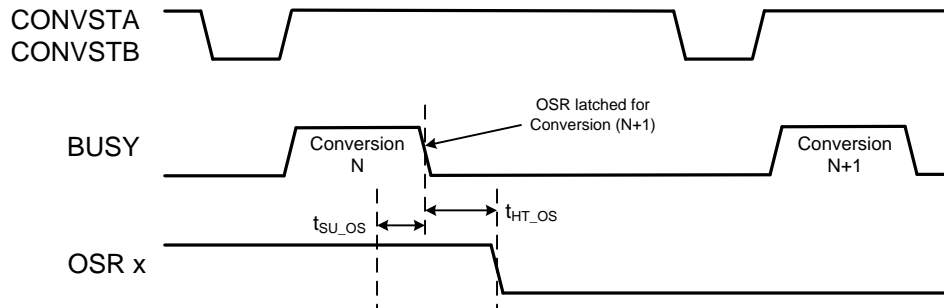 CONVSTA
CONVSTB
OSR latched for
Conversion (N+1)
BUSY
Conversion
N
Conversion
N+1
tSU_OS
tHT_OS
OSR x